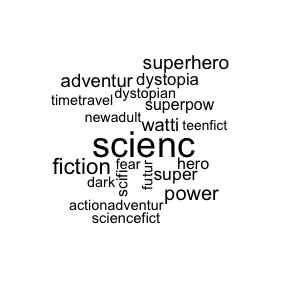 superhero
adventur dystopia
timetravel dystopian
superpow
newadult watti teenfict
scienc
fiction fear hero
dark scifi futur super
power
actionadventur
sciencefict